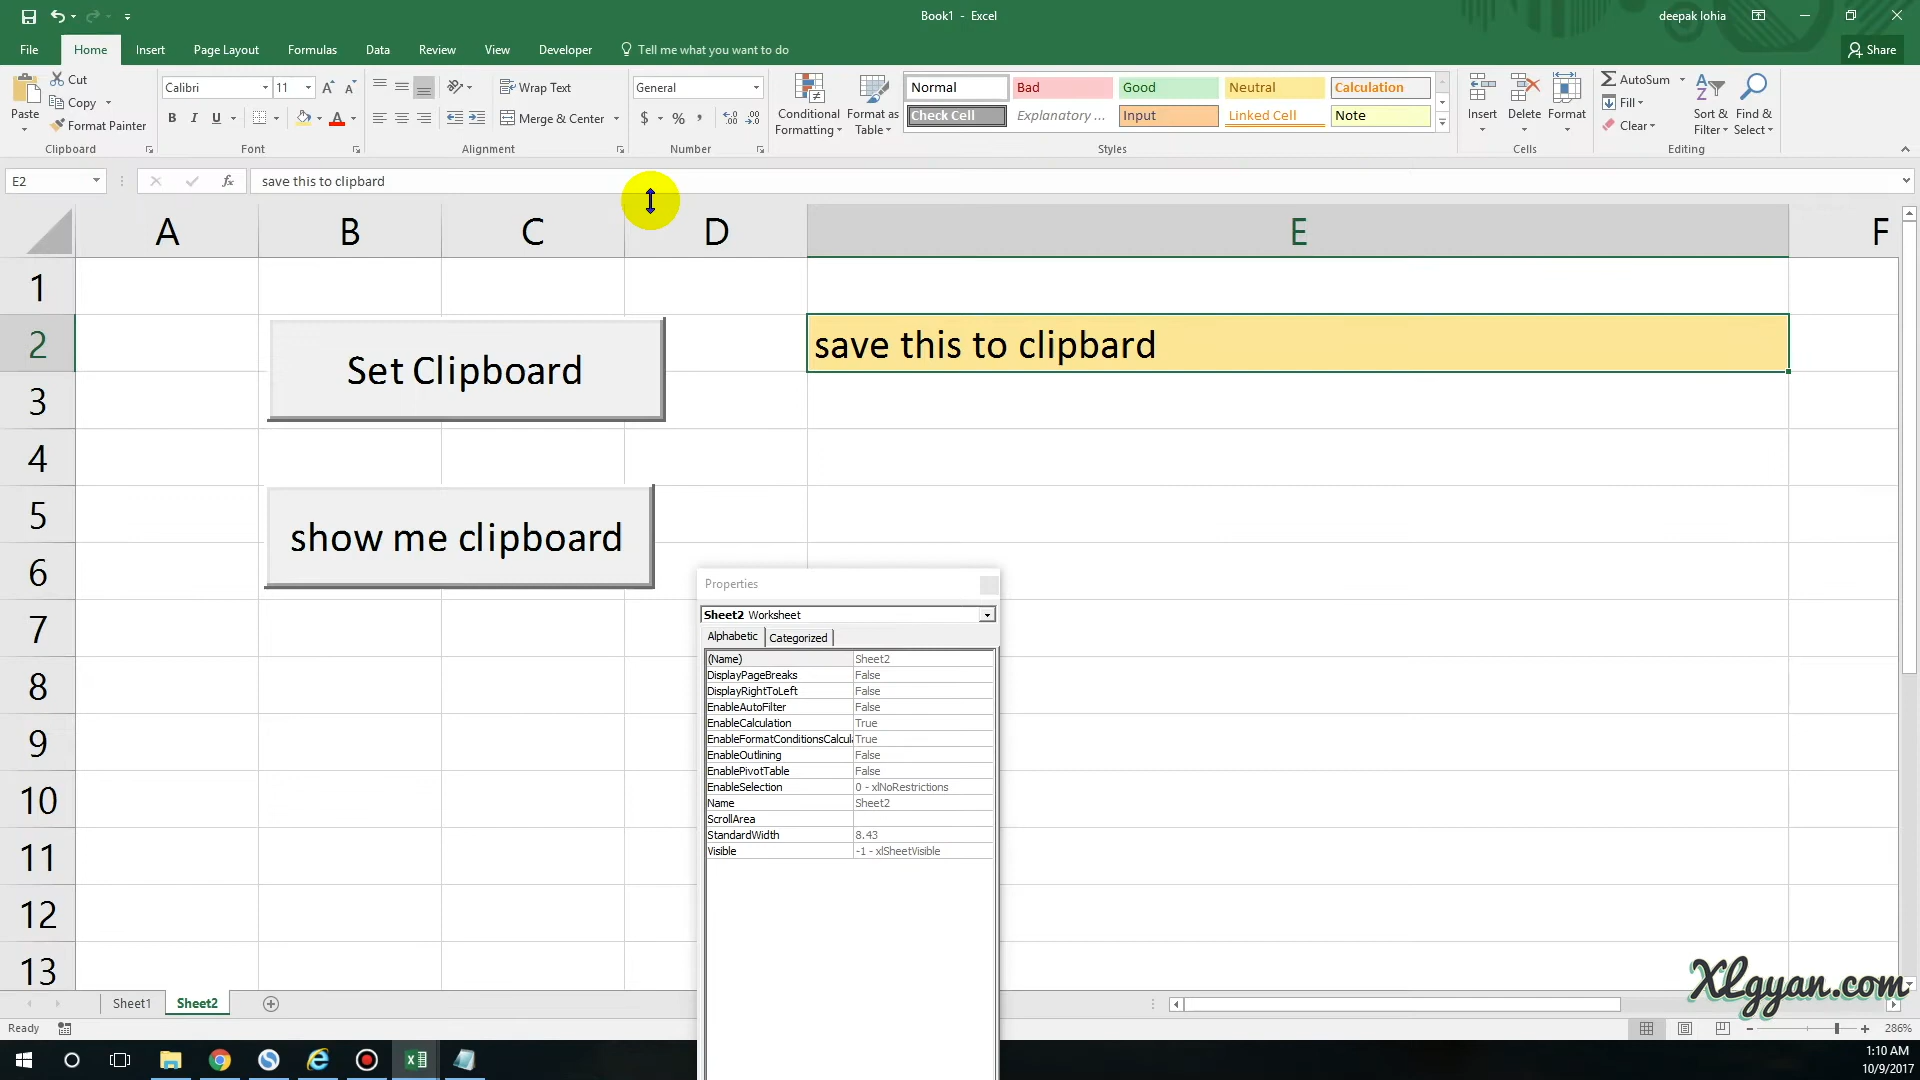 Book1 - Excel
deepak lohia
File Home Insert Page Layout Formulas Data Review View Developer Tell me what you want to do
Share
Paste
Cut
Copy
Format Painter
Clipboard
Calibri 11
B I U
Font
Wrap Text
Merge & Center
Alignment
General
$ % ,
Number
Conditional Formatting
Format as Table
Normal Bad Good Neutral Calculation
Check Cell Explanatory ... Input Linked Cell Note
Styles
Insert Delete Format
Cells
AutoSum
Fill
Clear
Sort & Filter
Find & Select
Editing
E2
fx
save this to clipbard
A B C D E F
1
2
3
4
5
6
7
8
9
10
11
12
13
Set Clipboard
save this to clipbard
show me clipboard
Properties
Sheet2 Worksheet
Alphabetic Categorized
(Name) Sheet2
DisplayPageBreaks False
DisplayRightToLeft False
EnableAutoFilter False
EnableCalculation True
EnableFormatConditionsCalcul True
EnableOutlining False
EnablePivotTable False
EnableSelection 0 - xlNoRestrictions
Name Sheet2
ScrollArea
StandardWidth 8.43
Visible -1 - xlSheetVisible
XLgyan.com
Sheet1 Sheet2
Ready
286%
1:10 AM
10/9/2017